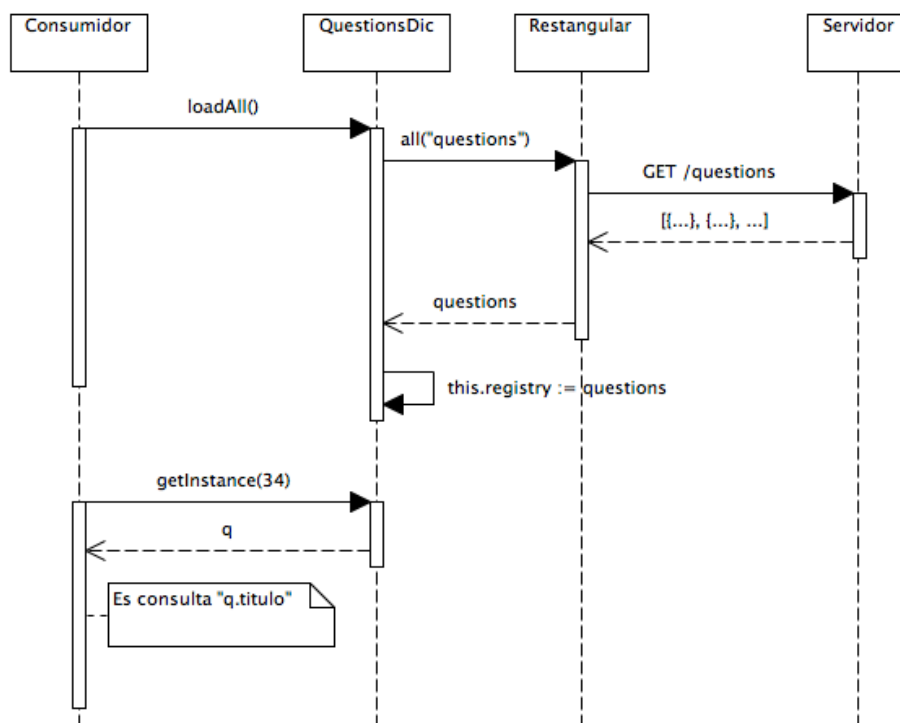 Consumidor
QuestionsDic
Restangular
Servidor
loadAll()
all("questions")
GET /questions
[{...}, {...}, ...]
questions
this.registry := questions
getInstance(34)
q
Es consulta "q.titulo"